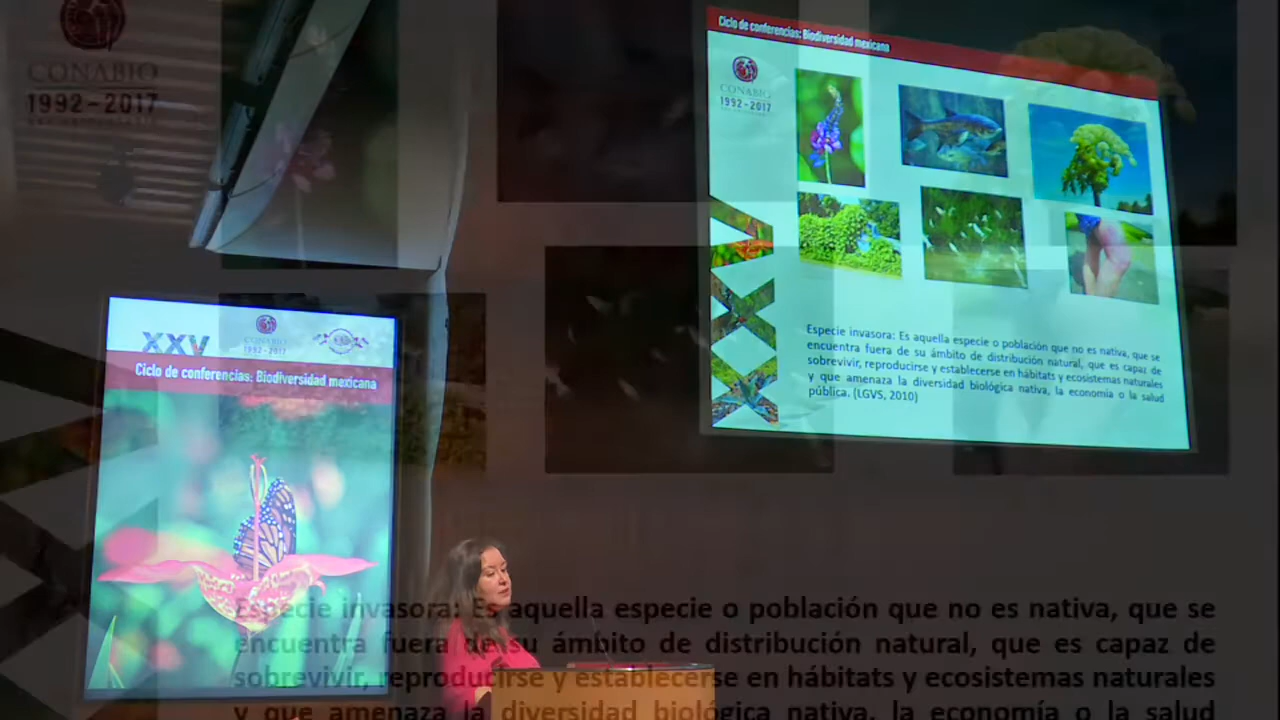 CONABIO
1992-2017
Ciclo de conferencias: Biodiversidad mexicana
CONABIO
1992-2017
Especie invasora: Es aquella especie o población que no es nativa, que se
encuentra fuera de su ámbito de distribución natural, que es capaz de
sobrevivir, reproducirse y establecerse en hábitats y ecosistemas naturales
y que amenaza la diversidad biológica nativa, la economía o la salud
pública. (LGVS, 2010)
XXV
CONABIO
1992-2017
Ciclo de conferencias: Biodiversidad mexicana
Especie invasora: Es aquella especie o población que no es nativa, que se
encuentra fuera de su ámbito de distribución natural, que es capaz de
sobrevivir, reproducirse y establecerse en hábitats y ecosistemas naturales
y que amenaza la diversidad biológica nativa, la economía o la salud